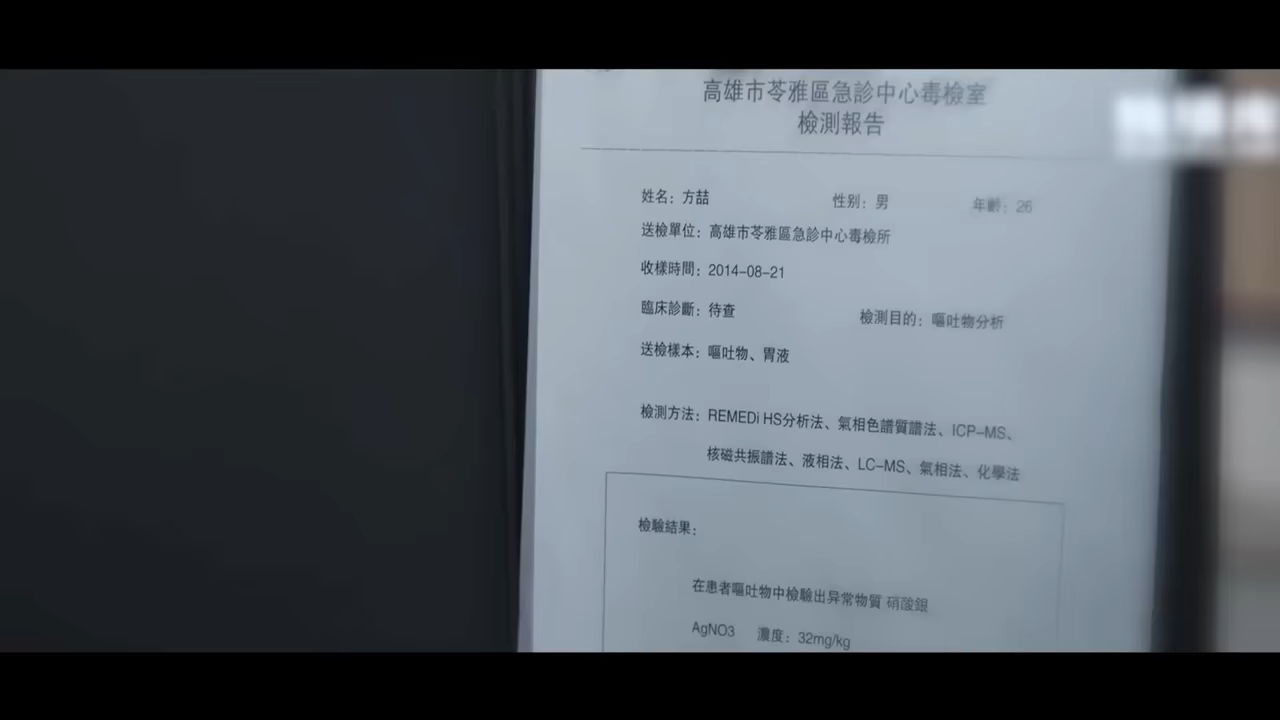 高雄市苓雅區急診中心毒檢室
檢測報告
姓名：方喆 性别：男 年齡：26
送檢單位：高雄市苓雅區急診中心毒檢所
收樣時間：2014-08-21
臨床診斷：待查 檢測目的：嘔吐物分析
送檢樣本：嘔吐物、胃液
檢測方法：REMEDi HS分析法、氣相色譜質譜法、ICP-MS、
核磁共振譜法、液相法、LC-MS、氣相法、化學法
檢驗結果：
在患者嘔吐物中檢驗出异常物質 硝酸銀
AgNO3 濃度：32mg/kg